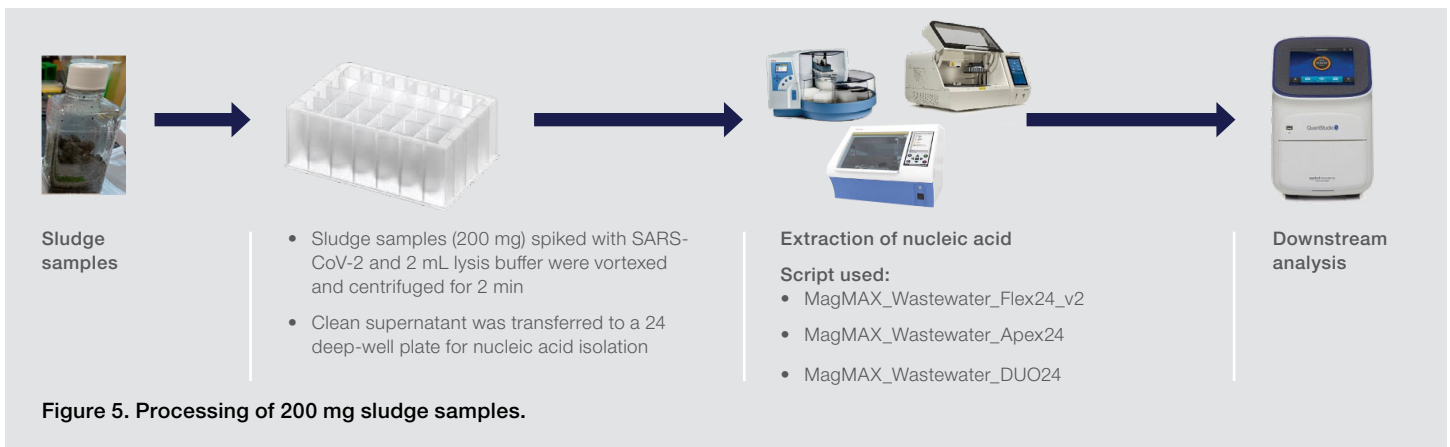 QuantStudio
Sludge
samples
• Sludge samples (200 mg) spiked with SARS-
CoV-2 and 2 mL lysis buffer were vortexed
and centrifuged for 2 min
• Clean supernatant was transferred to a 24
deep-well plate for nucleic acid isolation
Extraction of nucleic acid
Script used:
• MagMAX_Wastewater_Flex24_v2
• MagMAX_Wastewater_Apex24
• MagMAX_Wastewater_DUO24
Downstream
analysis
Figure 5. Processing of 200 mg sludge samples.